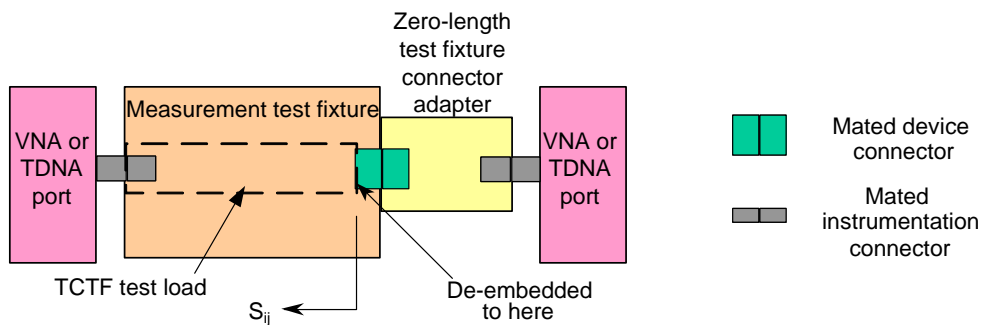 Zero-length
test fixture
connector
adapter
Measurement test fixture
VNA or
TDNA
port
VNA or
TDNA
port
Mated device
connector
Mated
instrumentation
connector
TCTF test load
De-embedded
to here
Sij